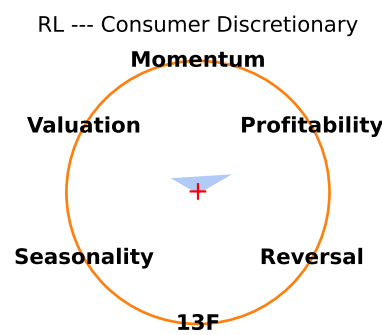 RL --- Consumer Discretionary
Momentum
Valuation
Profitability
Seasonality
Reversal
13F